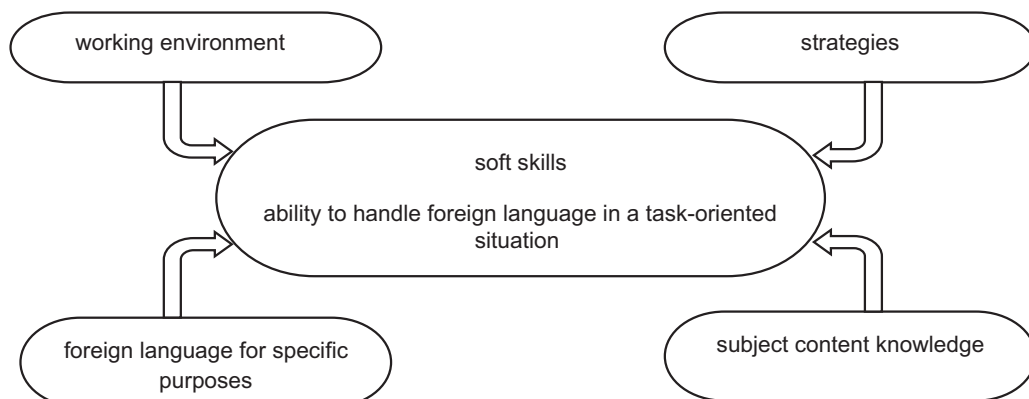 working environment
strategies
soft skills
ability to handle foreign language in a task-oriented
situation
foreign language for specific
purposes
subject content knowledge